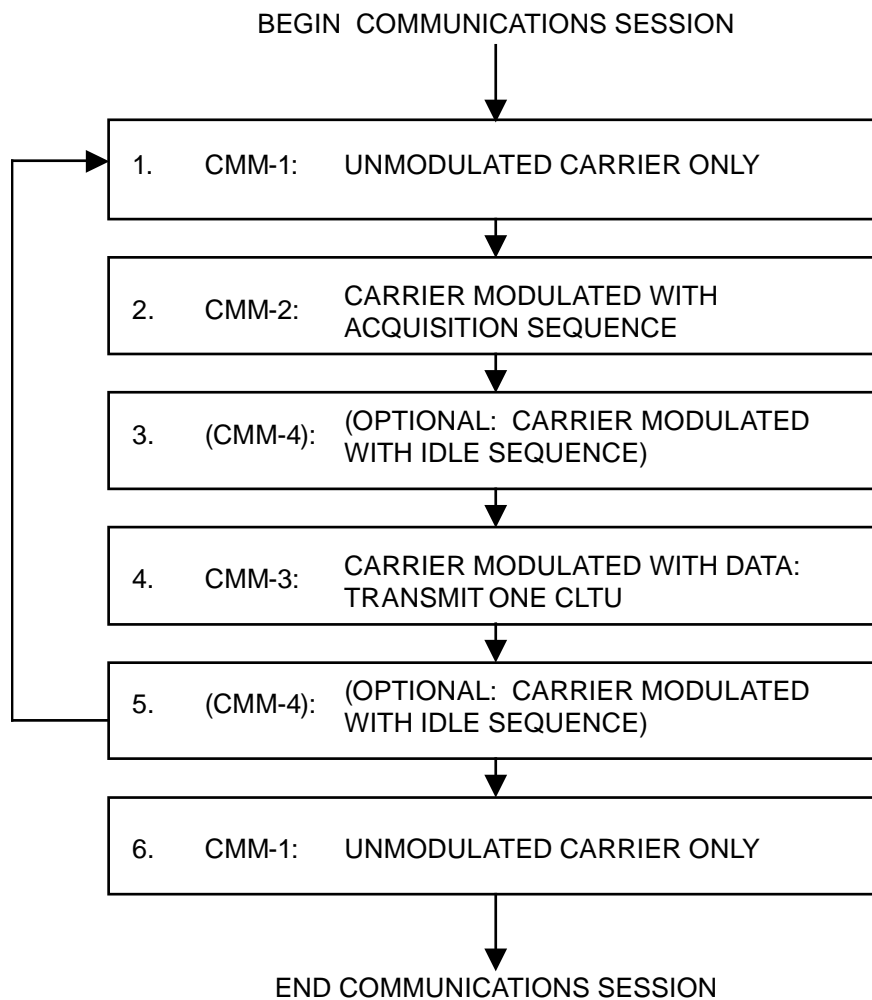 BEGIN COMMUNICATIONS SESSION
1. CMM-1: UNMODULATED CARRIER ONLY
2. CMM-2: CARRIER MODULATED WITH
ACQUISITION SEQUENCE
3. (CMM-4): (OPTIONAL: CARRIER MODULATED
WITH IDLE SEQUENCE)
4. CMM-3: CARRIER MODULATED WITH DATA:
TRANSMIT ONE CLTU
5. (CMM-4): (OPTIONAL: CARRIER MODULATED
WITH IDLE SEQUENCE)
6. CMM-1: UNMODULATED CARRIER ONLY
END COMMUNICATIONS SESSION